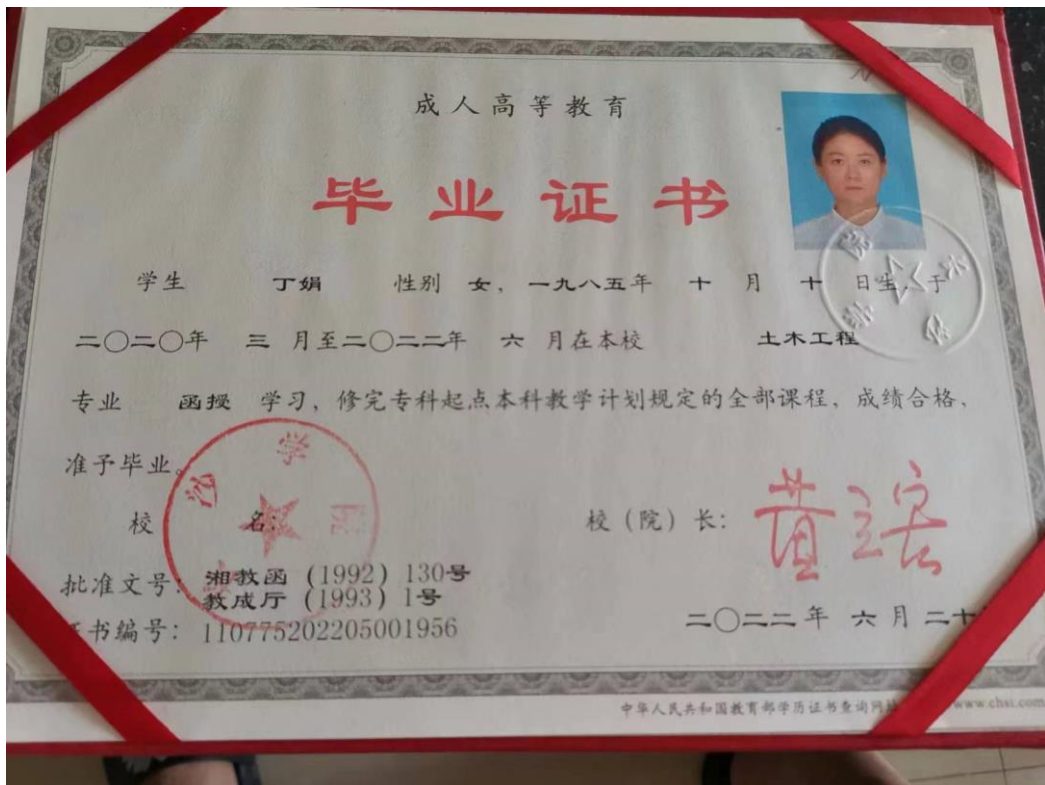 成人高等教育
毕业证书
学生 丁娟 性别 女，一九八五年 十 月 十 日生，于
二〇二〇年 三 月至二〇二二年 六 月在本校 土木工程
专业 函授 学习，修完专科起点本科教学计划规定的全部课程，成绩合格，
准予毕业。
校 名：
校（院）长：
批准文号：湘教函（1992）130号
教成厅（1993）1号
证书编号：110775202205001956
二〇二二年 六 月 二十
中华人民共和国教育部学历证书查询网址
www.chsi.com